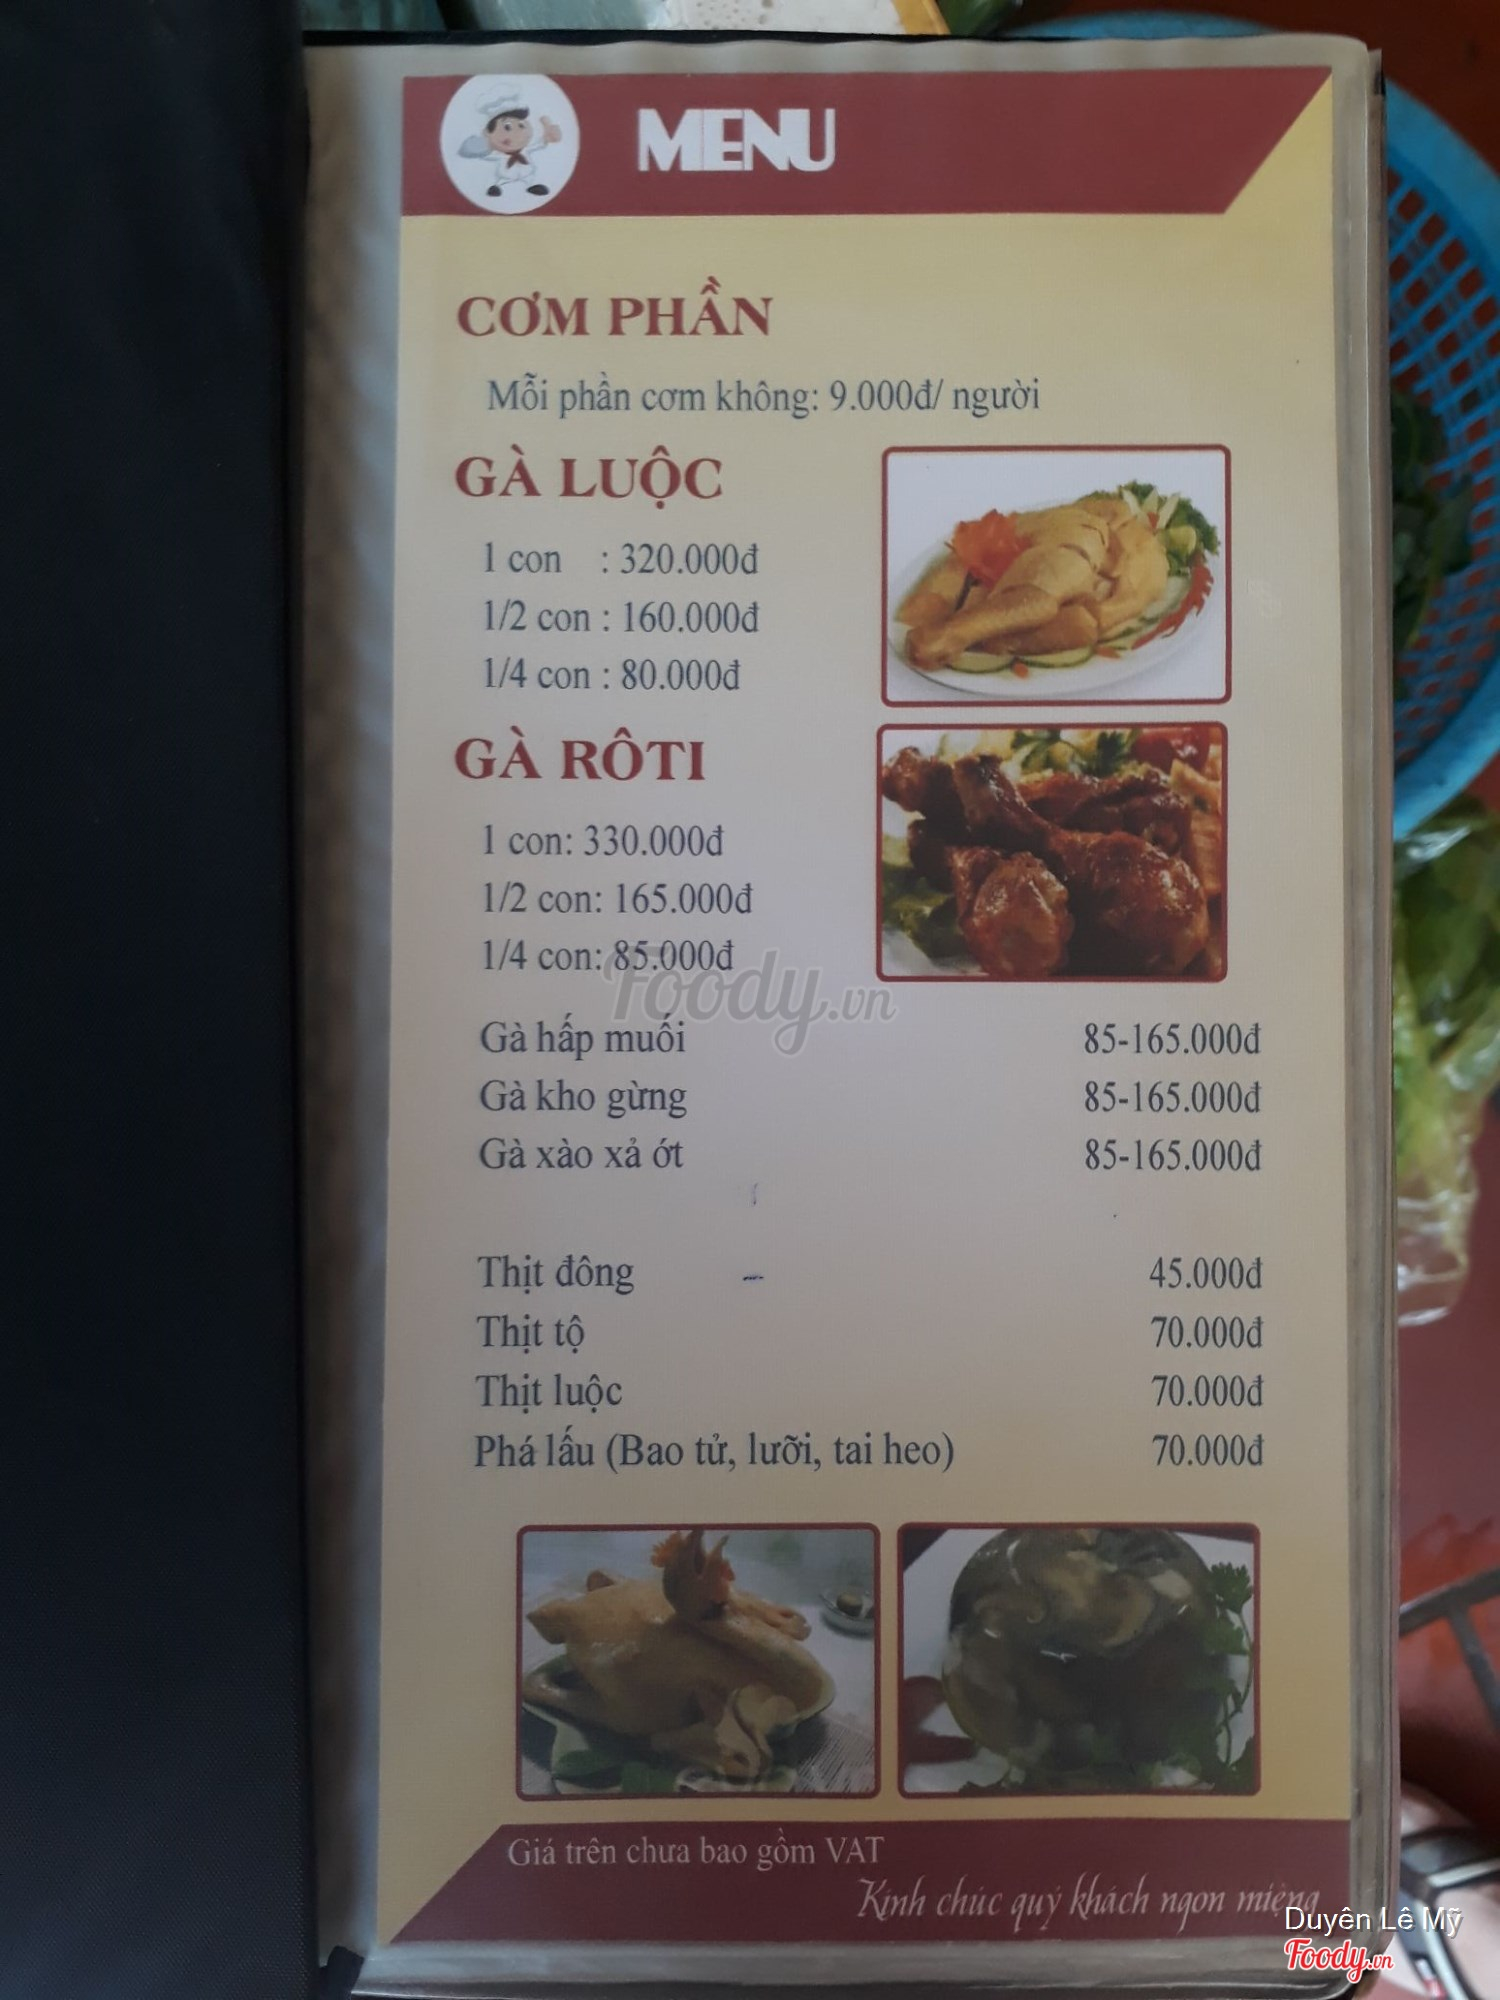 MENU
CƠM PHẦN
Mỗi phần cơm không: 9.000đ/ người
GÀ LUỘC
1 con : 320.000đ
1/2 con : 160.000đ
1/4 con : 80.000đ
GÀ RÔTI
1 con: 330.000đ
1/2 con: 165.000đ
1/4 con: 85.000đ
Foody.vn
Gà hấp muối 85-165.000đ
Gà kho gừng 85-165.000đ
Gà xào xả ớt 85-165.000đ
Thịt đông 45.000đ
Thịt tộ 70.000đ
Thịt luộc 70.000đ
Phá lấu (Bao tử, lưỡi, tai heo) 70.000đ
Giá trên chưa bao gồm VAT
Kính chúc quý khách ngon miệng
Duyên Lê Mỹ
Foody.vn